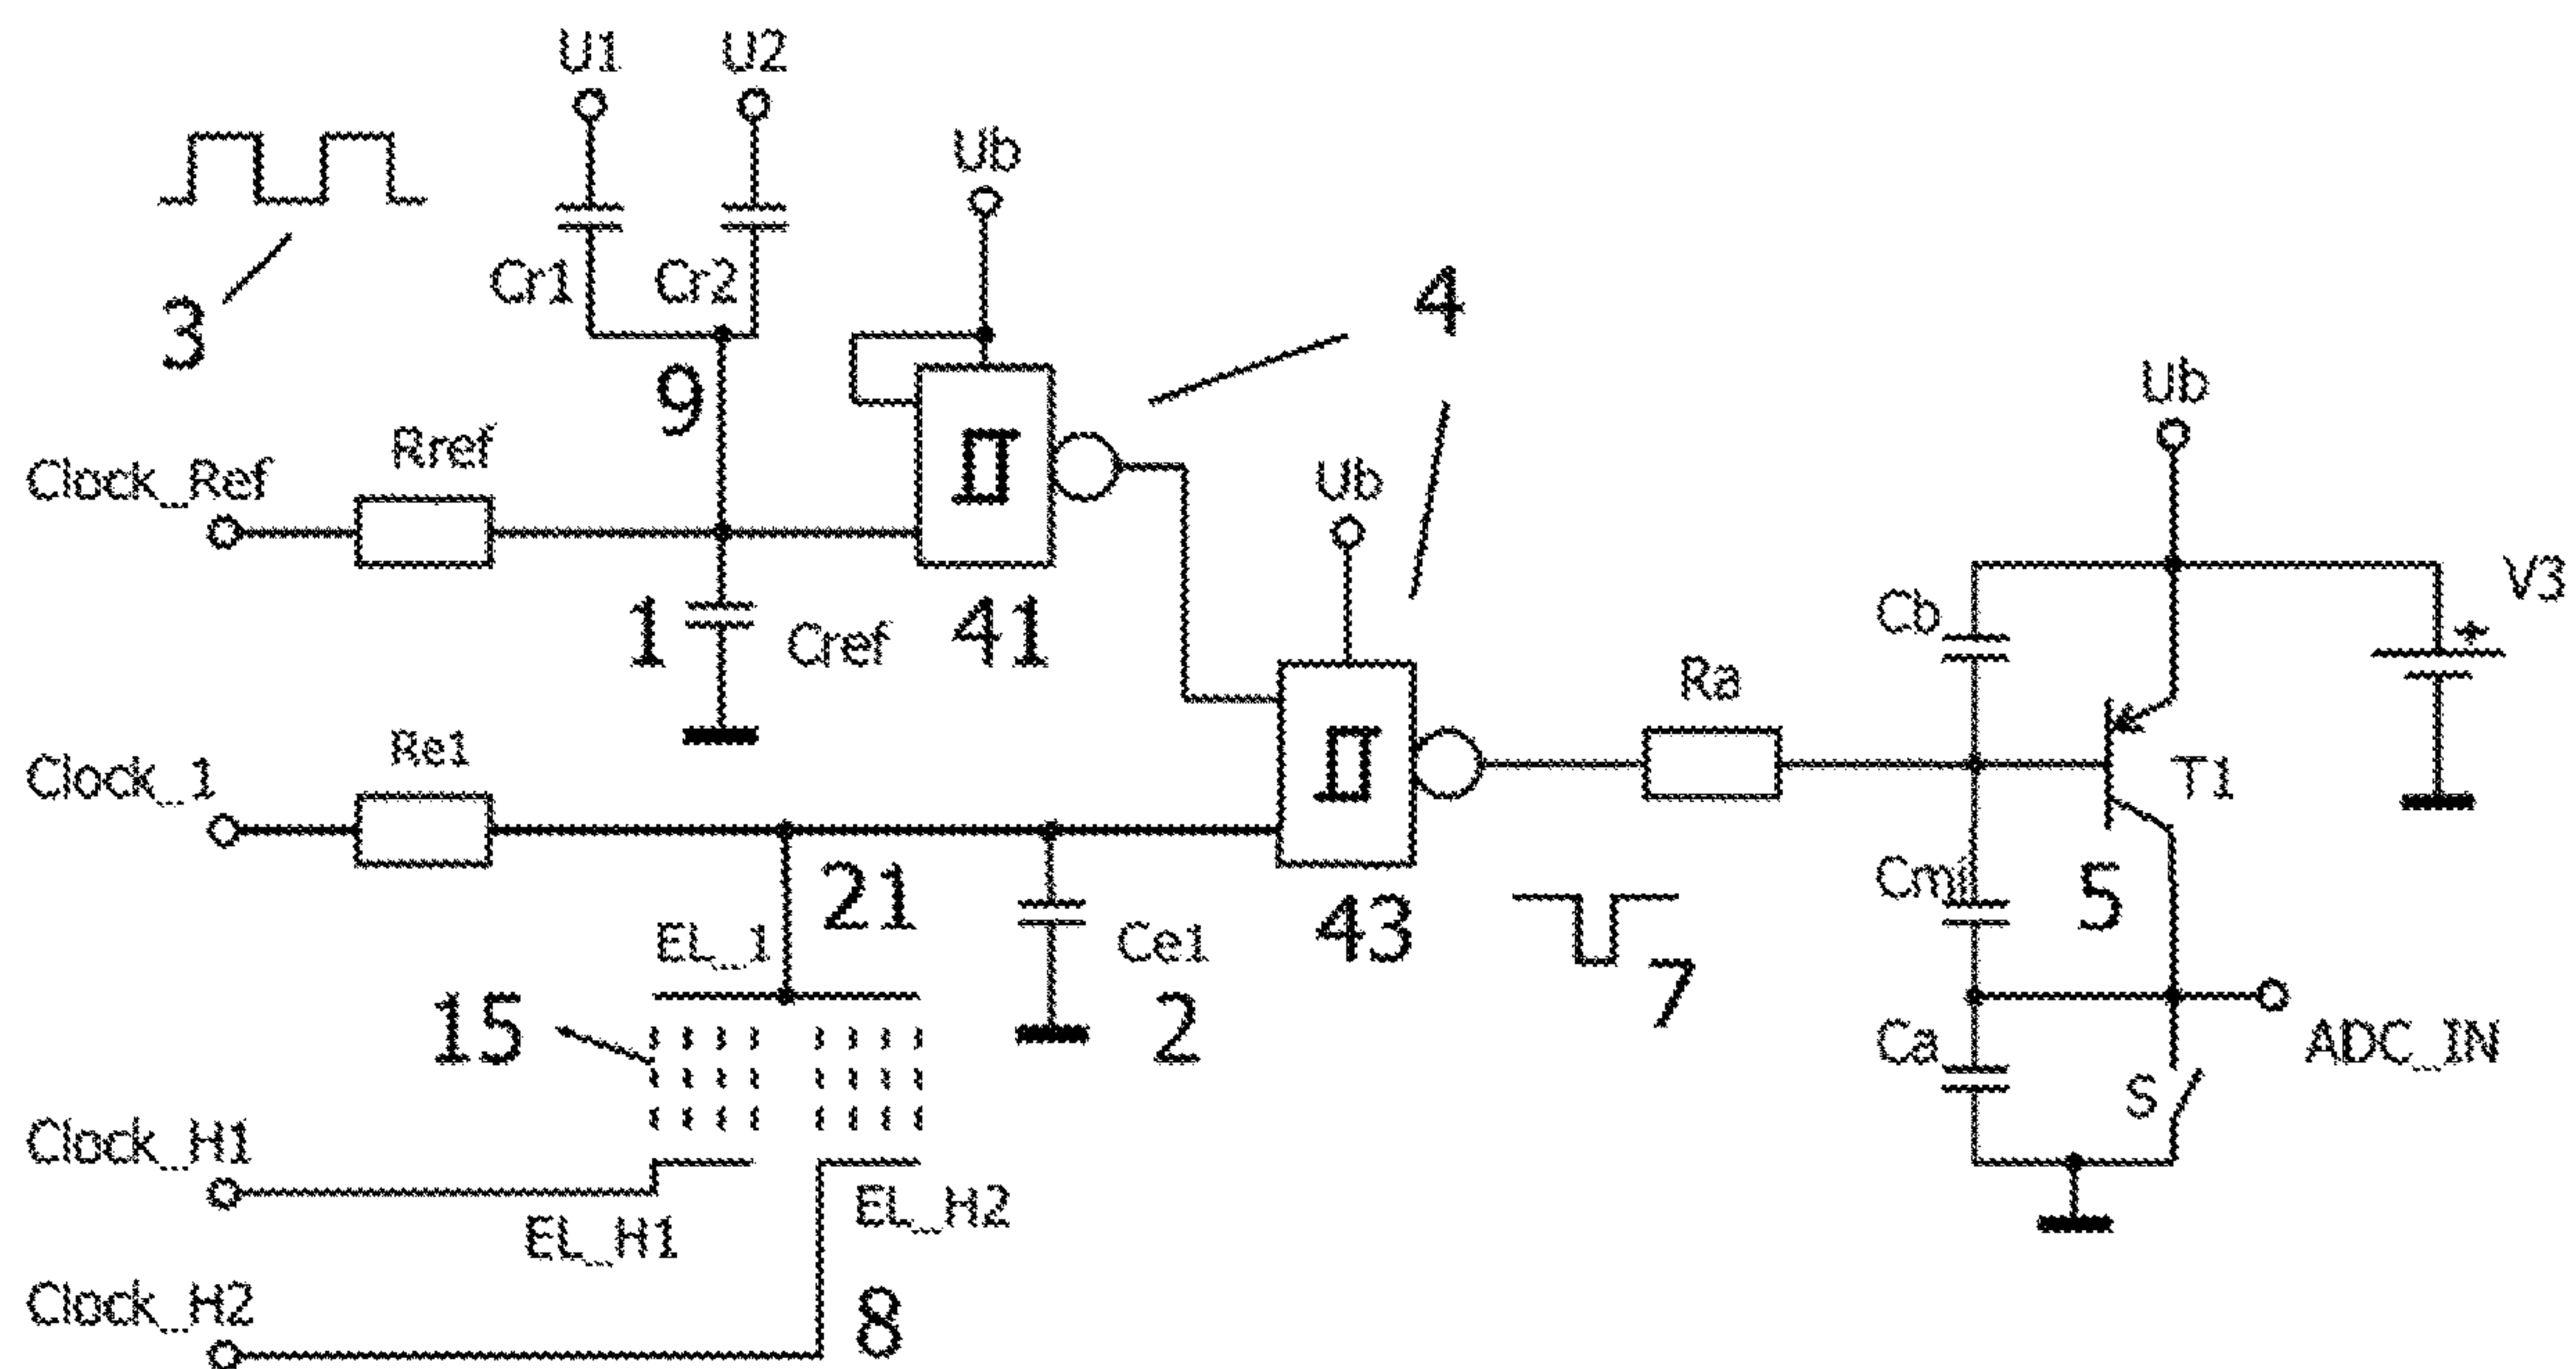 U1
U2
Ub
3
Cr1
Cr2
4
9
Ub
Rref
Clock_Ref
Ub
V3
1
Cref
41
Cb
Ra
Re1
Clock_1
T1
21
43
Cmil
5
EL_1
Ce1
15
2
7
Ca
ADC_IN
S
Clock_H1
EL_H1
EL_H2
Clock_H2
8